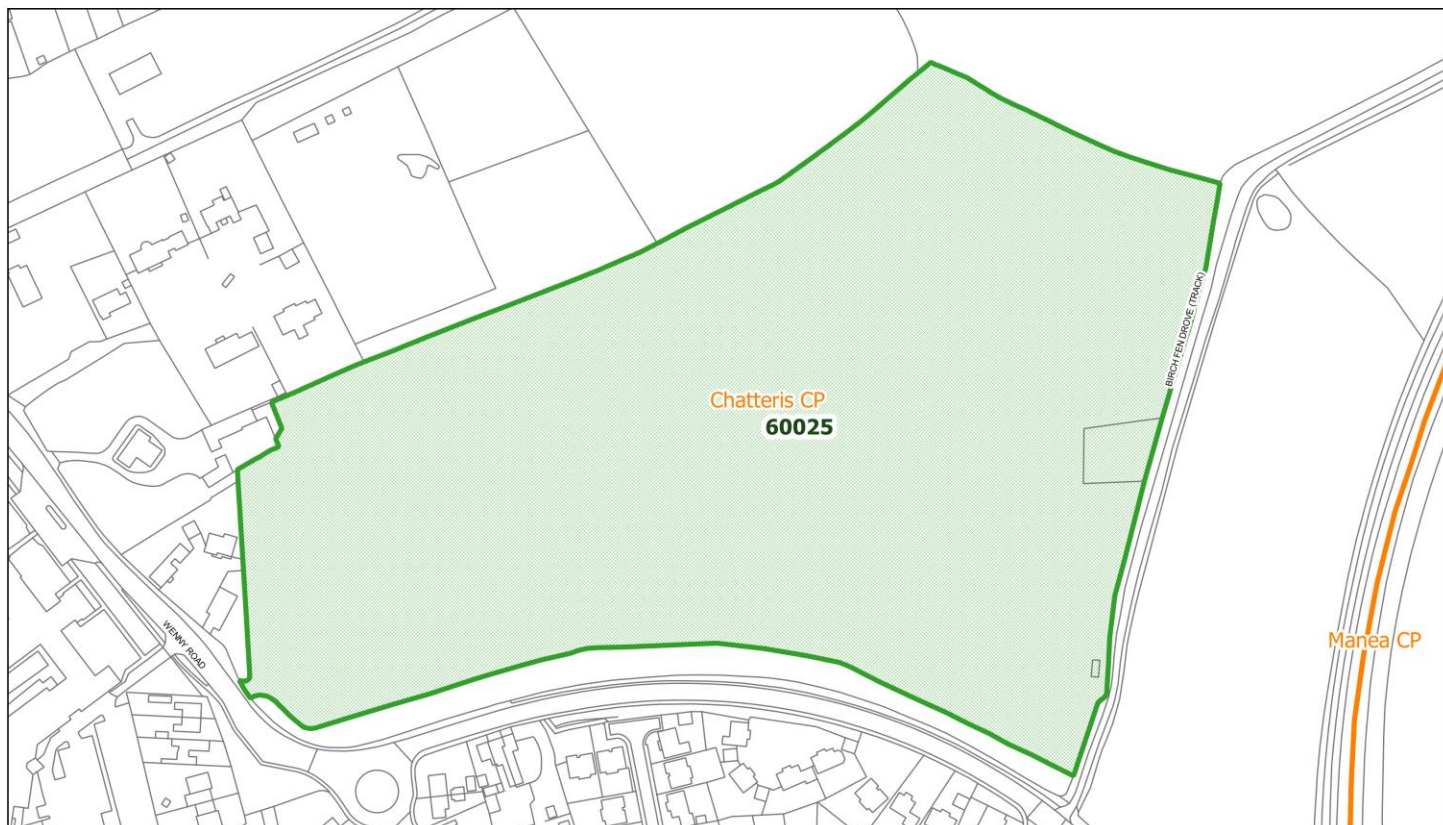 BIRCH FEN DROVE (TRACK)
Chatteris CP
60025
WENNY ROAD
Manea CP